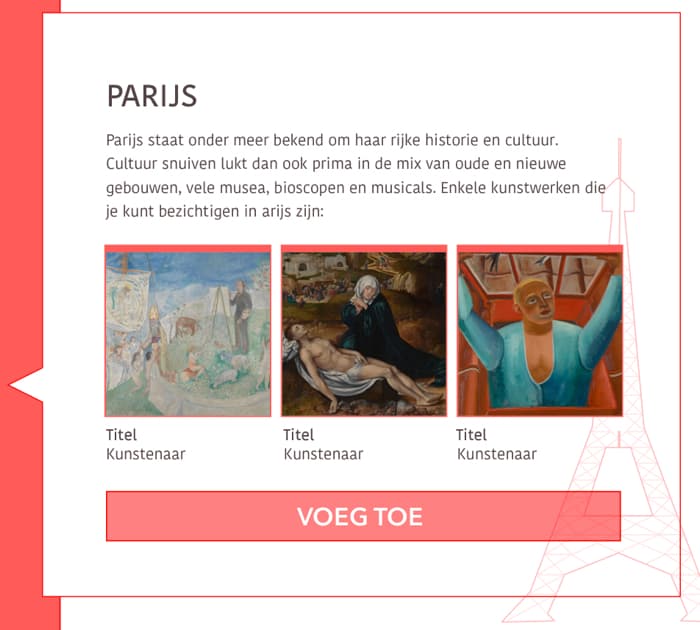 PARIJS
Parijs staat onder meer bekend om haar rijke historie en cultuur.
Cultuur snuiven lukt dan ook prima in de mix van oude en nieuwe
gebouwen, vele musea, bioscopen en musicals. Enkele kunstwerken die
je kunt bezichtigen in arijs zijn:
Titel Titel Titel
Kunstenaar Kunstenaar Kunstenaar
VOEG TOE